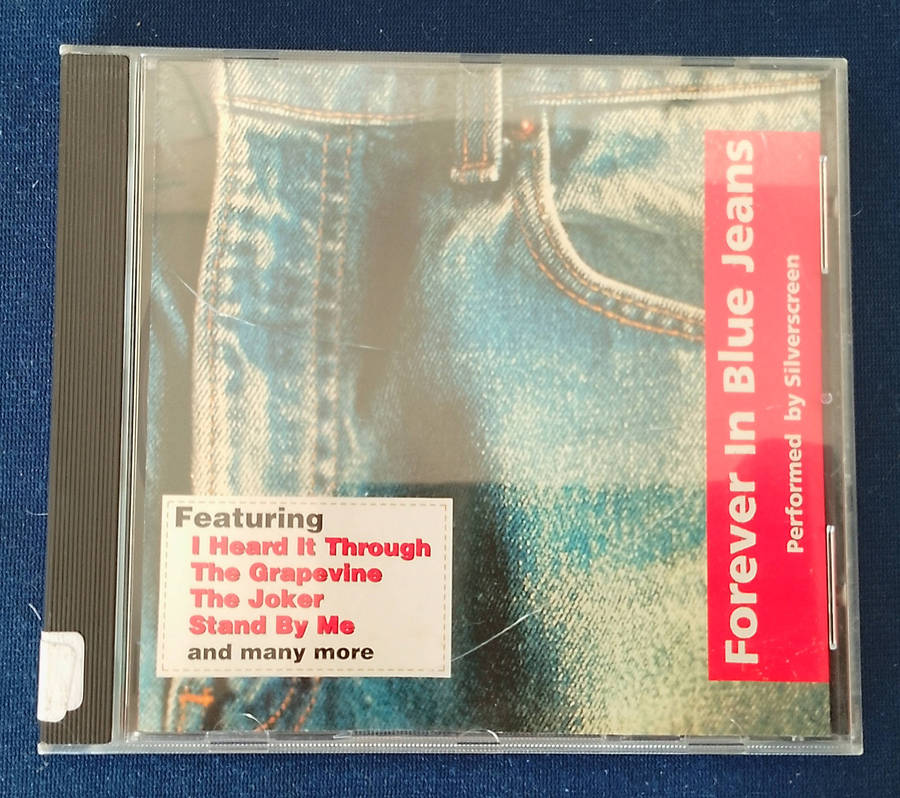 Forever In Blue Jeans
Performed by Silverscreen
Featuring
I Heard It Through
The Grapevine
The Joker
Stand By Me
and many more